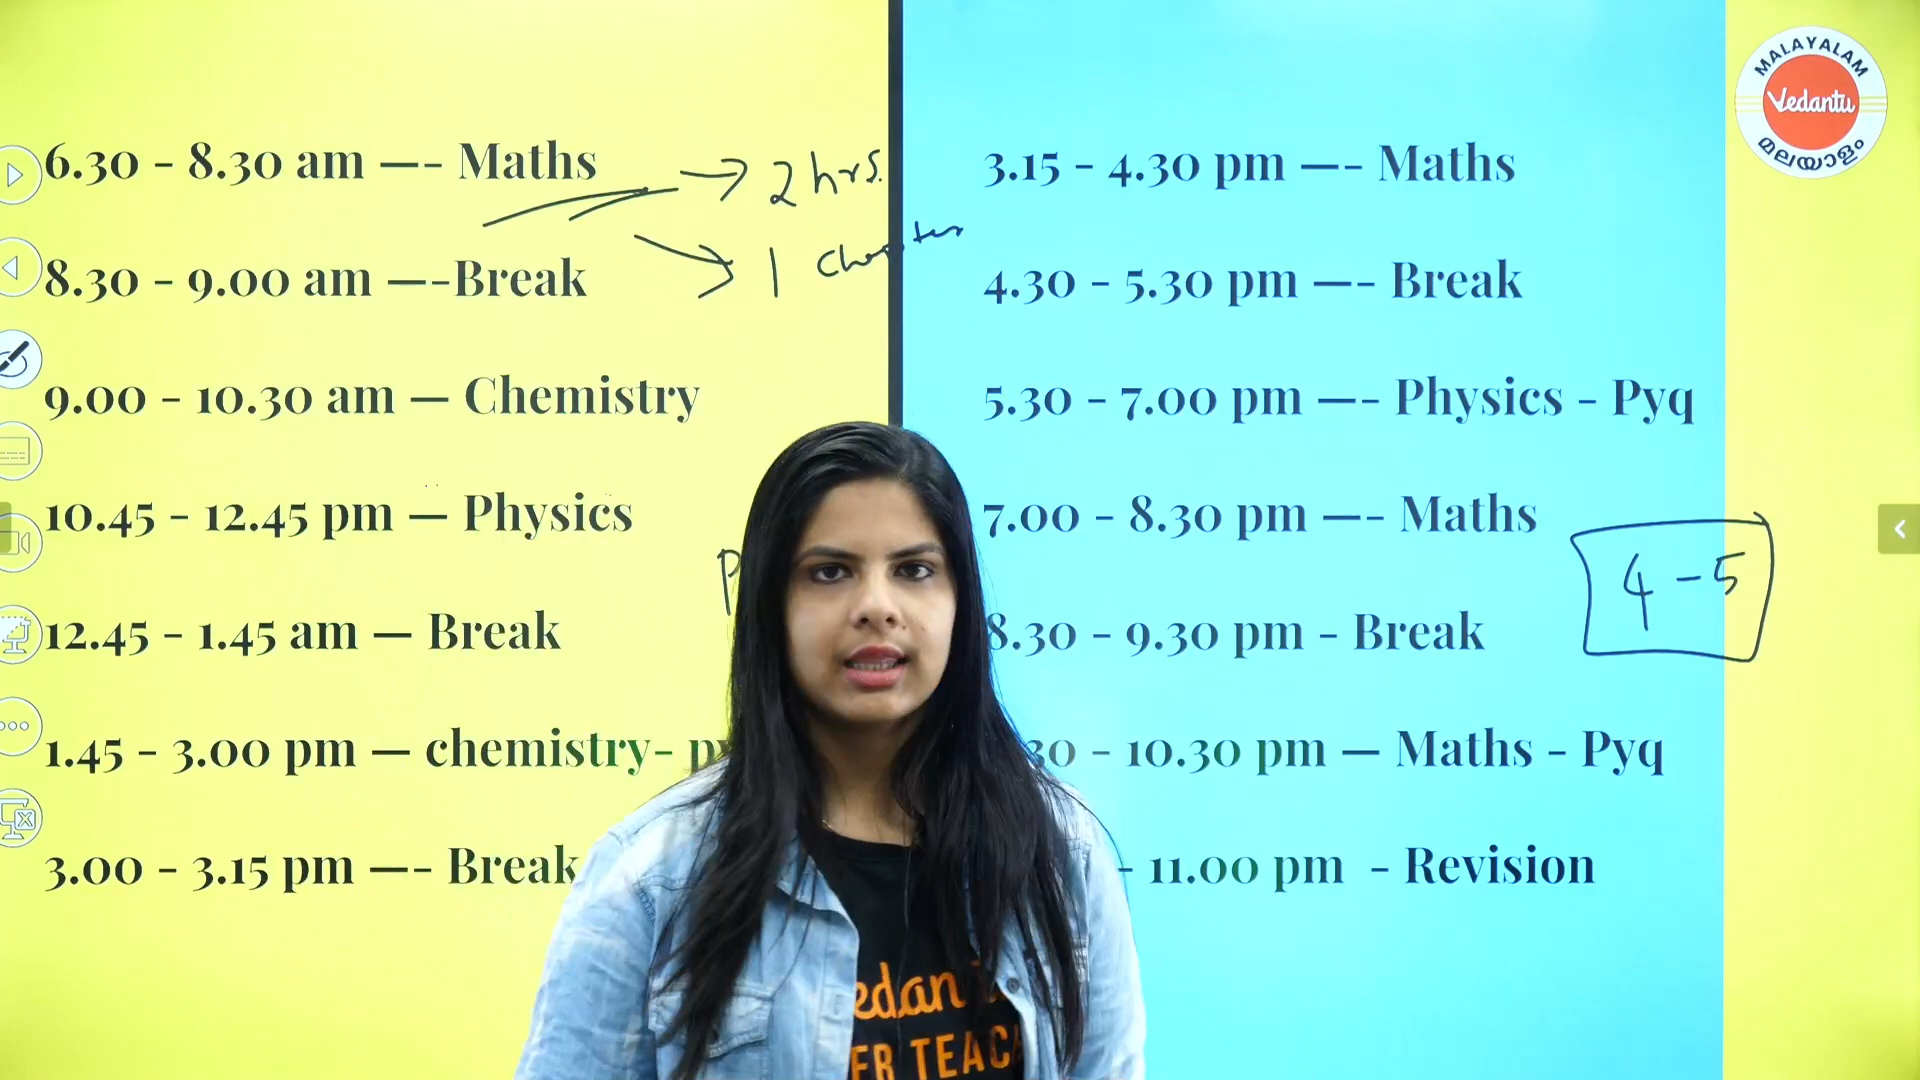 6.30 - 8.30 am —- Maths
→ 2 hrs.
→ 1 Chapter
8.30 - 9.00 am —-Break
9.00 - 10.30 am — Chemistry
10.45 - 12.45 pm — Physics
12.45 - 1.45 am — Break
1.45 - 3.00 pm — chemistry-
3.00 - 3.15 pm —- Break
3.15 - 4.30 pm —- Maths
4.30 - 5.30 pm —- Break
5.30 - 7.00 pm —- Physics - Pyq
7.00 - 8.30 pm —- Maths
4 - 5
8.30 - 9.30 pm - Break
- 10.30 pm — Maths - Pyq
- 11.00 pm - Revision
MALAYALAM
Vedantu
മലയാളം